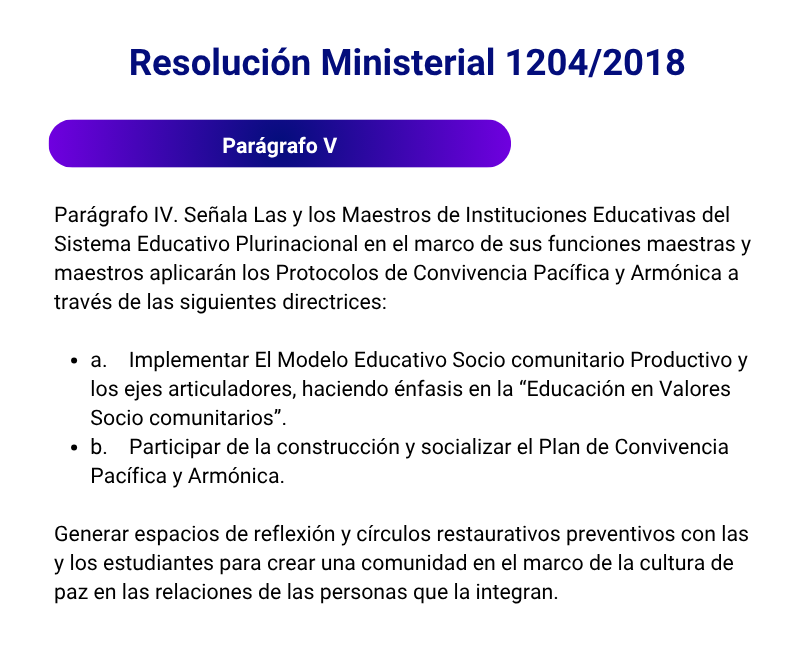 Resolución Ministerial 1204/2018
Parágrafo V
Parágrafo IV. Señala Las y los Maestros de Instituciones Educativas del
Sistema Educativo Plurinacional en el marco de sus funciones maestras y
maestros aplicarán los Protocolos de Convivencia Pacífica y Armónica a
través de las siguientes directrices:
• a. Implementar El Modelo Educativo Socio comunitario Productivo y
los ejes articuladores, haciendo énfasis en la “Educación en Valores
Socio comunitarios”.
• b. Participar de la construcción y socializar el Plan de Convivencia
Pacífica y Armónica.
Generar espacios de reflexión y círculos restaurativos preventivos con las
y los estudiantes para crear una comunidad en el marco de la cultura de
paz en las relaciones de las personas que la integran.